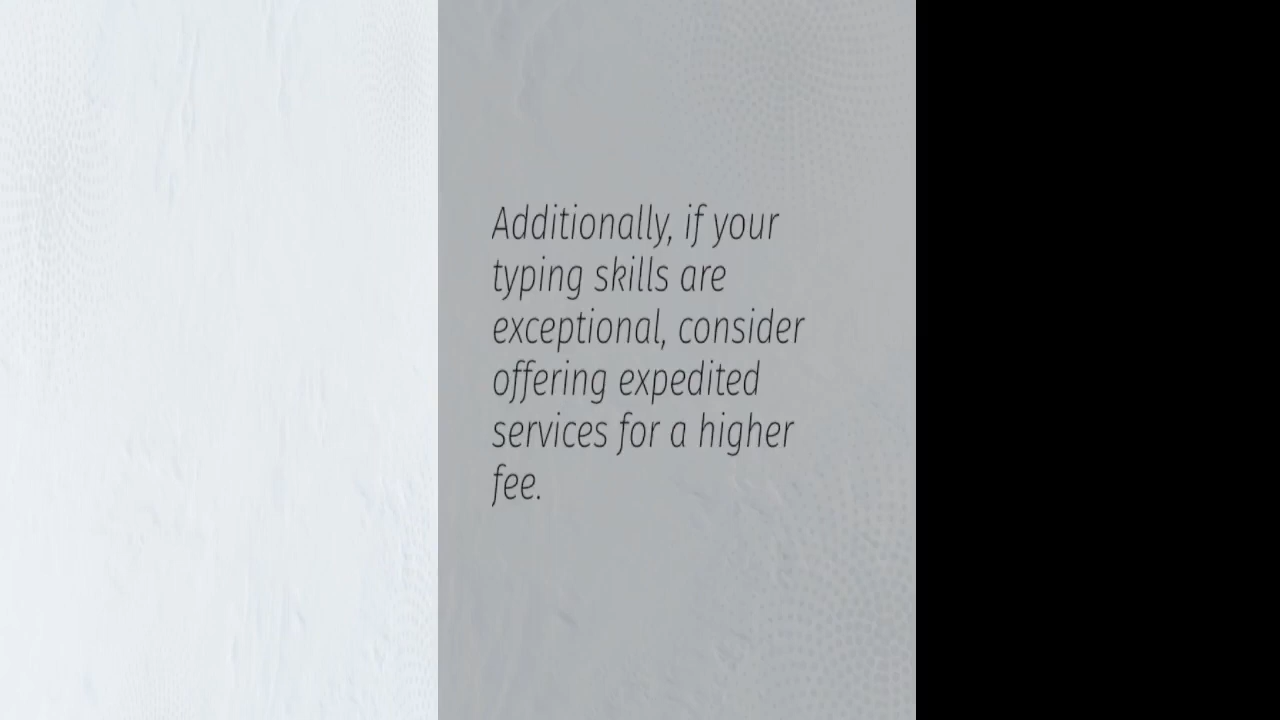 Additionally, if your
typing skills are
exceptional, consider
offering expedited
services for a higher
fee.